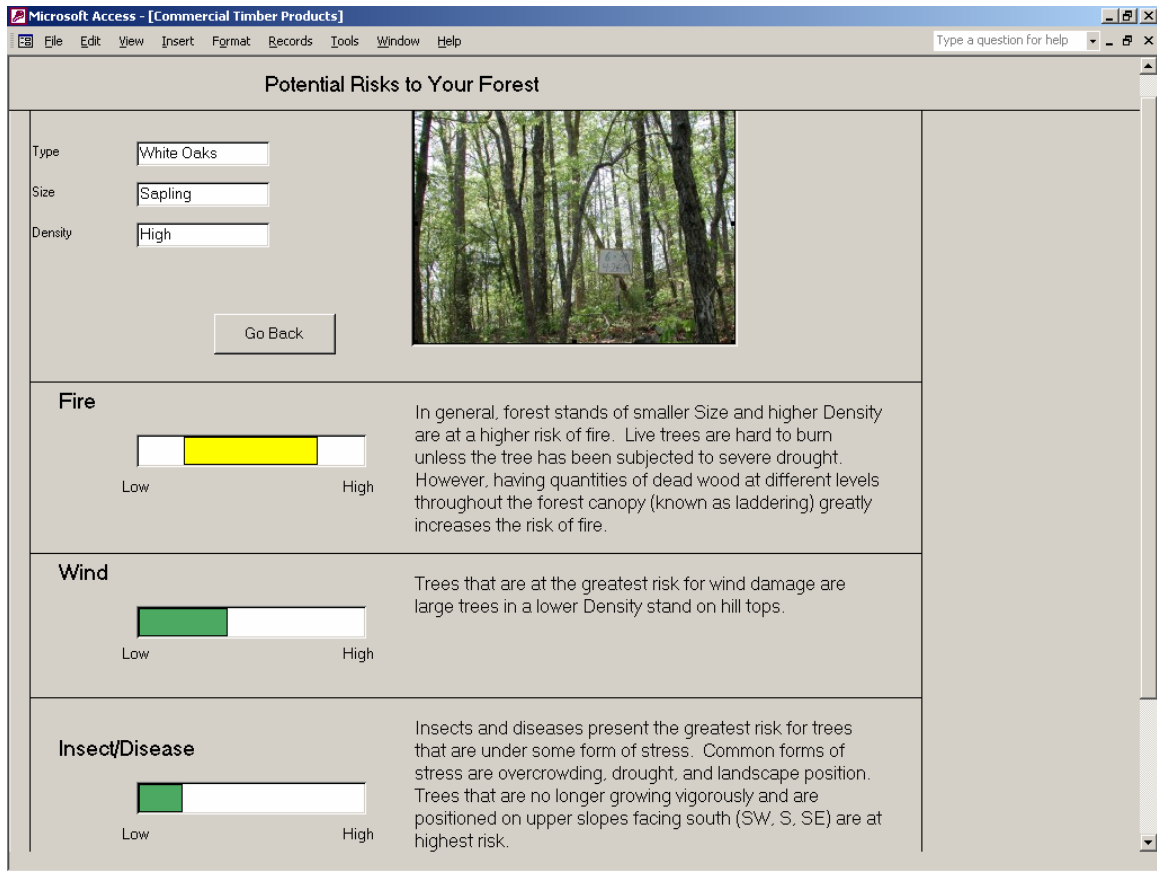 Microsoft Access - [Commercial Timber Products]
File Edit View Insert Format Records Tools Window Help
Type a question for help
Potential Risks to Your Forest
Type White Oaks
Size Sapling
Density High
Go Back
Fire
Low High
In general, forest stands of smaller Size and higher Density
are at a higher risk of fire. Live trees are hard to burn
unless the tree has been subjected to severe drought.
However, having quantities of dead wood at different levels
throughout the forest canopy (known as laddering) greatly
increases the risk of fire.
Wind
Low High
Trees that are at the greatest risk for wind damage are
large trees in a lower Density stand on hill tops.
Insect/Disease
Low High
Insects and diseases present the greatest risk for trees
that are under some form of stress. Common forms of
stress are overcrowding, drought, and landscape position.
Trees that are no longer growing vigorously and are
positioned on upper slopes facing south (SW, S, SE) are at
highest risk.